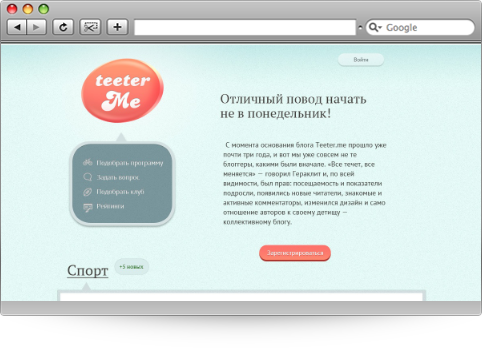 Google
Войти
teeter
Me
Отличный повод начать
не в понедельник!
С момента основания блога Teeter.me прошло уже
почти три года, и вот мы уже совсем не те
блоггеры, какими были вначале. «Все течет, все
меняется» — говорил Гераклит и, по всей
видимости, был прав: посещаемость и показатели
подросли, появились новые читатели, знакомые и
активные комментаторы, изменился дизайн и само
отношение авторов к своему детищу —
коллективному блогу.
Подобрать программу
Задать вопрос
Подобрать клуб
Рейтинги
Зарегистрироваться
Спорт
+3 новых